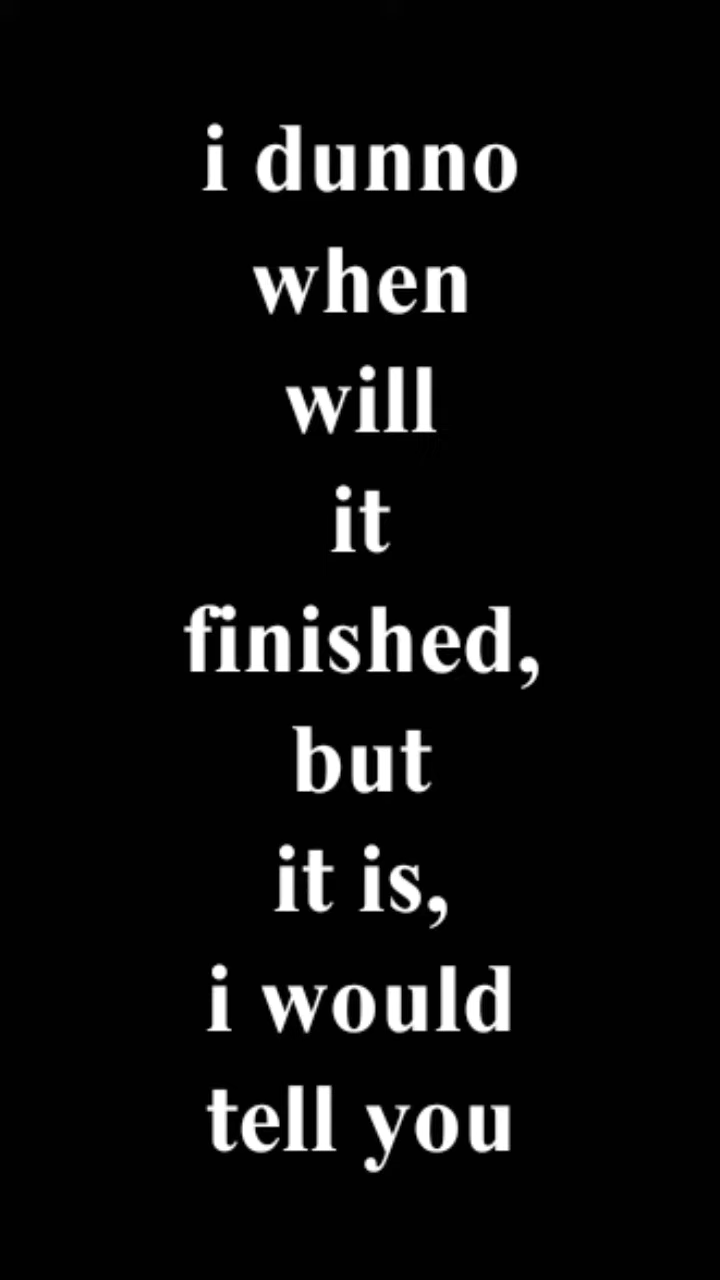 i dunno
when
will
it
finished,
but
it is,
i would
tell you